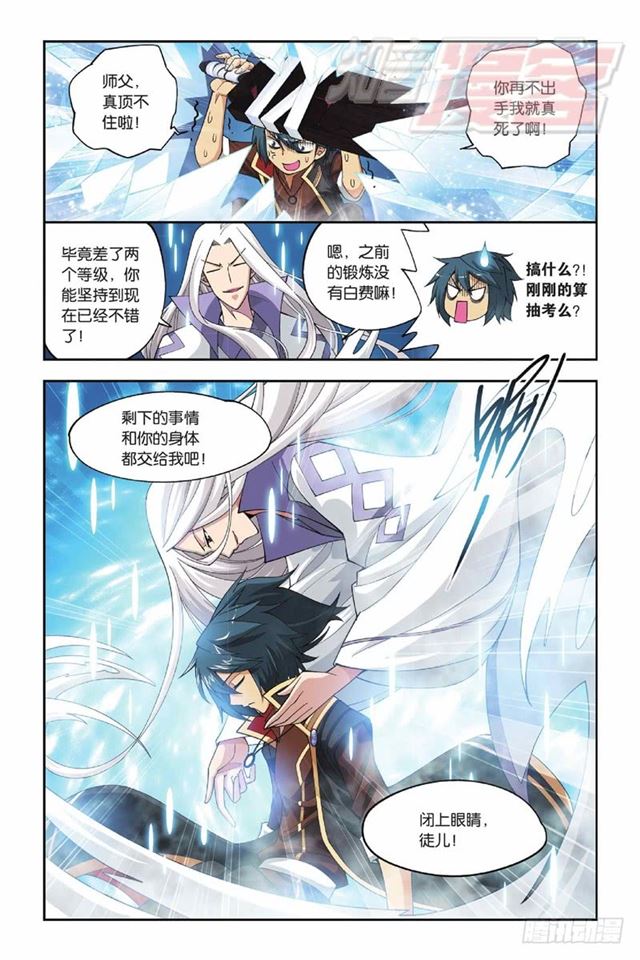 知音漫客
师父，
真顶不
住啦！
你再不出
手我就真
死了啊！
毕竟差了两
个等级，你
能坚持到现
在已经不错
了！
嗯，之前
的锻炼没
有白费嘛！
搞什么?!
刚刚的算
抽考么?
剩下的事情
和你的身体
都交给我吧！
闭上眼睛，
徒儿！
腾讯动漫